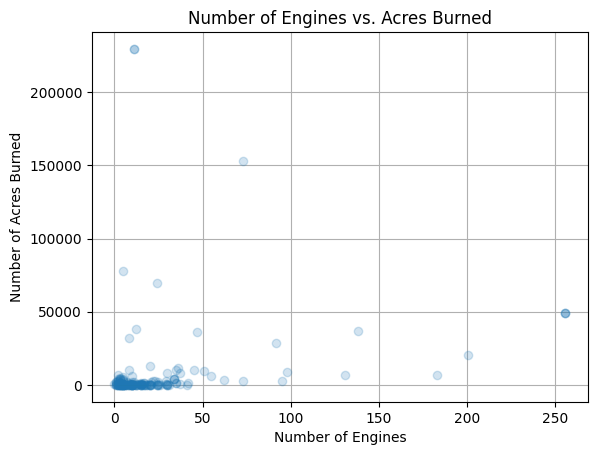 Number of Engines vs. Acres Burned
Number of Acres Burned
200000
150000
100000
50000
0
0 50 100 150 200 250
Number of Engines